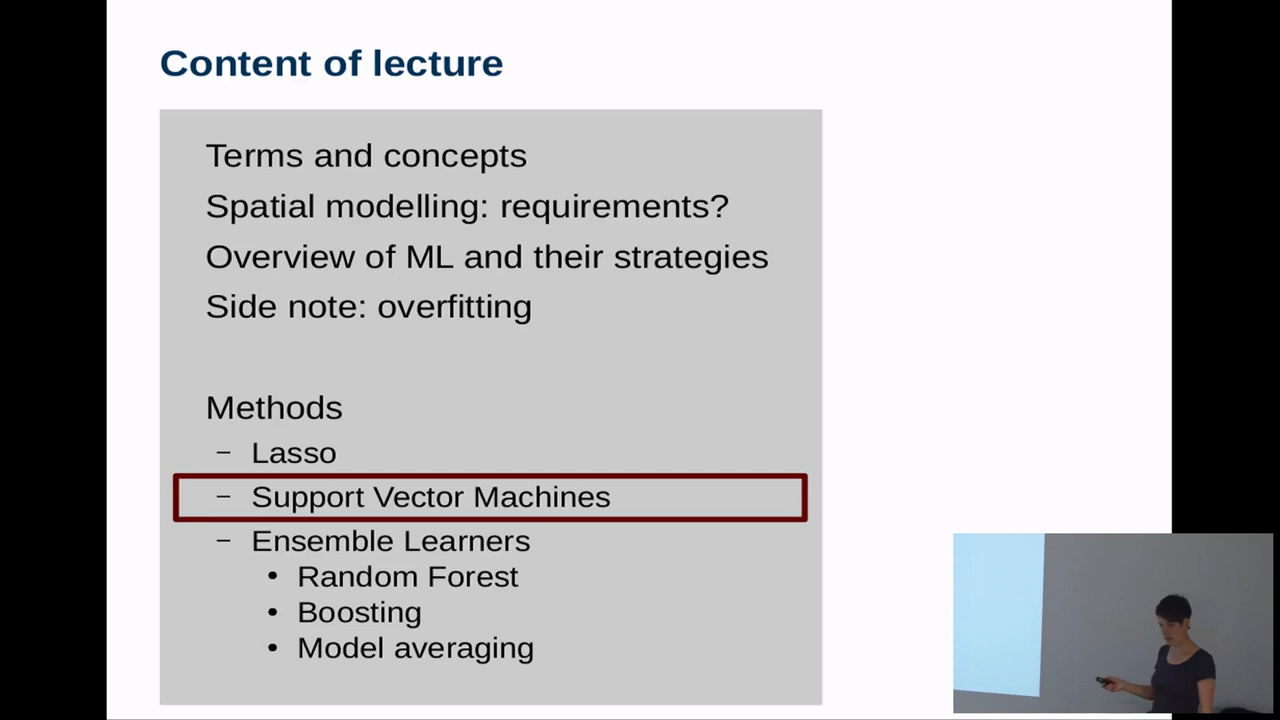 Content of lecture
Terms and concepts
Spatial modelling: requirements?
Overview of ML and their strategies
Side note: overfitting
Methods
– Lasso
– Support Vector Machines
– Ensemble Learners
• Random Forest
• Boosting
• Model averaging